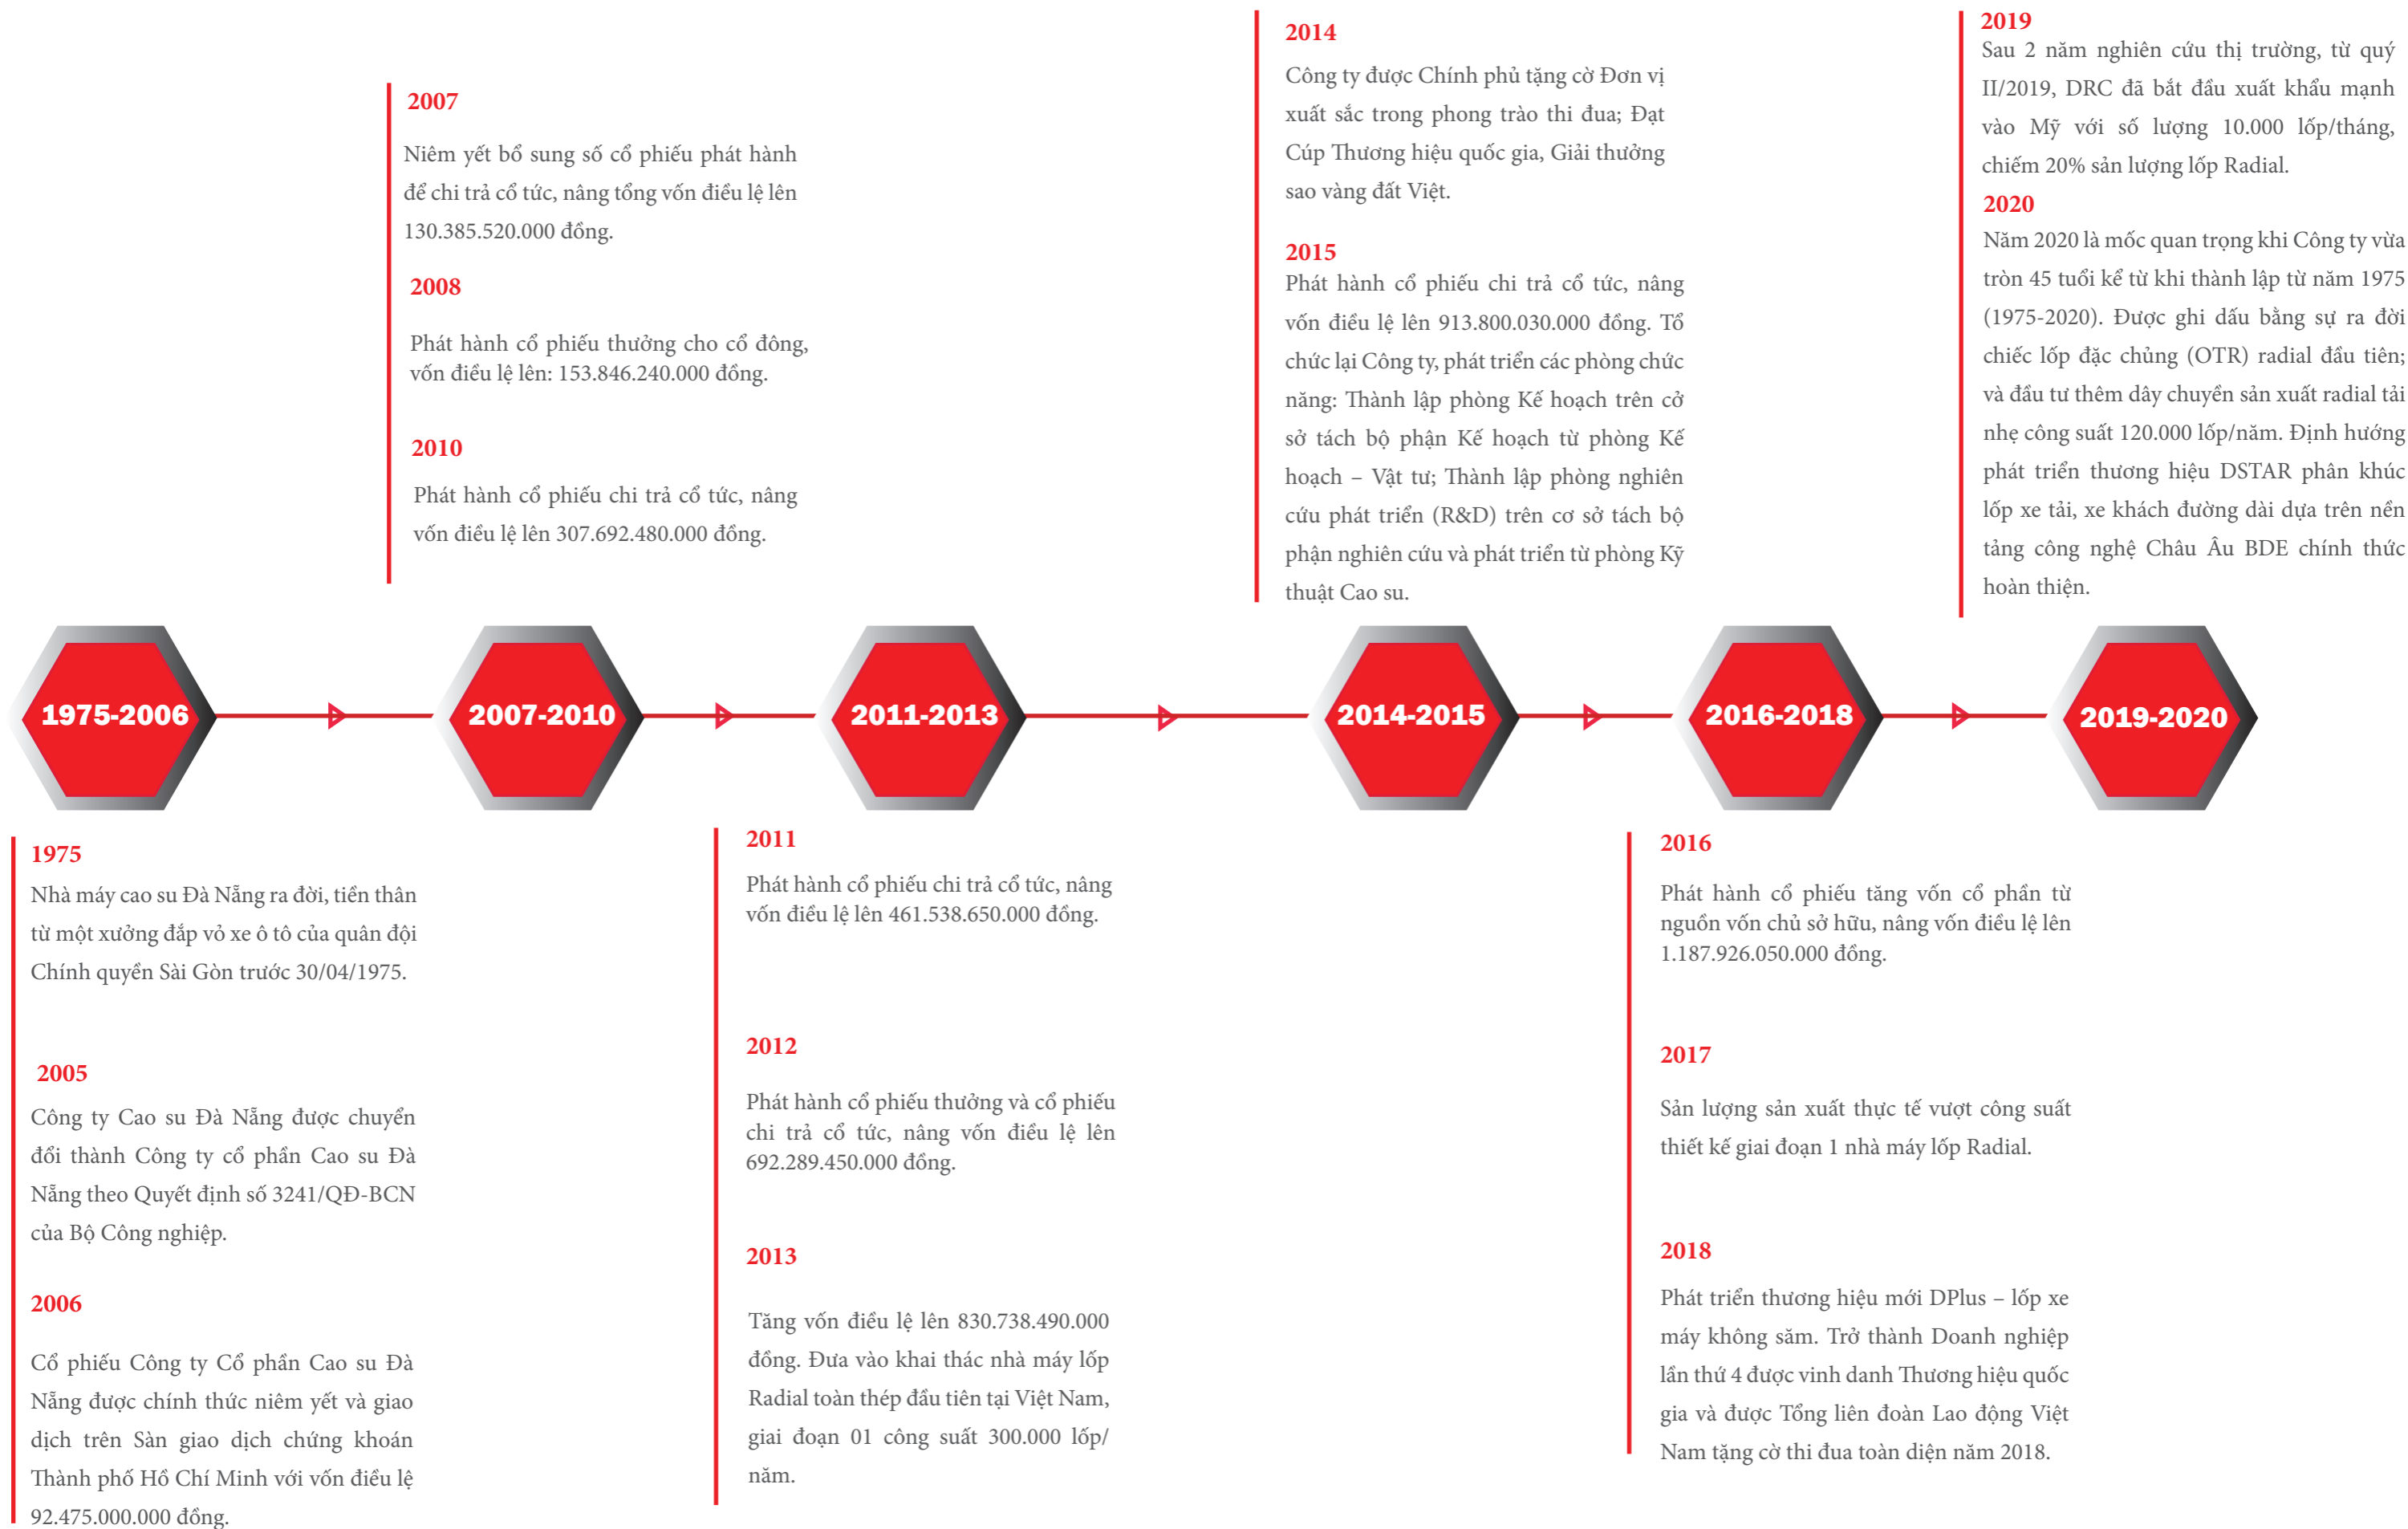 1975-2006
1975
Nhà máy cao su Đà Nẵng ra đời, tiền thân
từ một xưởng đắp vỏ xe ô tô của quân đội
Chính quyền Sài Gòn trước 30/04/1975.
2005
Công ty Cao su Đà Nẵng được chuyển
đổi thành Công ty cổ phần Cao su Đà
Nẵng theo Quyết định số 3241/QĐ-BCN
của Bộ Công nghiệp.
2006
Cổ phiếu Công ty Cổ phần Cao su Đà
Nẵng được chính thức niêm yết và giao
dịch trên Sàn giao dịch chứng khoán
Thành phố Hồ Chí Minh với vốn điều lệ
92.475.000.000 đồng.
2007-2010
2007
Niêm yết bổ sung số cổ phiếu phát hành
để chi trả cổ tức, nâng tổng vốn điều lệ lên
130.385.520.000 đồng.
2008
Phát hành cổ phiếu thưởng cho cổ đông,
vốn điều lệ lên: 153.846.240.000 đồng.
2010
Phát hành cổ phiếu chi trả cổ tức, nâng
vốn điều lệ lên 307.692.480.000 đồng.
2011-2013
2011
Phát hành cổ phiếu chi trả cổ tức, nâng
vốn điều lệ lên 461.538.650.000 đồng.
2012
Phát hành cổ phiếu thưởng và cổ phiếu
chi trả cổ tức, nâng vốn điều lệ lên
692.289.450.000 đồng.
2013
Tăng vốn điều lệ lên 830.738.490.000
đồng. Đưa vào khai thác nhà máy lốp
Radial toàn thép đầu tiên tại Việt Nam,
giai đoạn 01 công suất 300.000 lốp/
năm.
2014-2015
2014
Công ty được Chính phủ tặng cờ Đơn vị
xuất sắc trong phong trào thi đua; Đạt
Cúp Thương hiệu quốc gia, Giải thưởng
sao vàng đất Việt.
2015
Phát hành cổ phiếu chi trả cổ tức, nâng
vốn điều lệ lên 913.800.030.000 đồng. Tổ
chức lại Công ty, phát triển các phòng chức
năng: Thành lập phòng Kế hoạch trên cở
sở tách bộ phận Kế hoạch từ phòng Kế
hoạch – Vật tư; Thành lập phòng nghiên
cứu phát triển (R&D) trên cơ sở tách bộ
phận nghiên cứu và phát triển từ phòng Kỹ
thuật Cao su.
2016-2018
2016
Phát hành cổ phiếu tăng vốn cổ phần từ
nguồn vốn chủ sở hữu, nâng vốn điều lệ lên
1.187.926.050.000 đồng.
2017
Sản lượng sản xuất thực tế vượt công suất
thiết kế giai đoạn 1 nhà máy lốp Radial.
2018
Phát triển thương hiệu mới DPlus – lốp xe
máy không săm. Trở thành Doanh nghiệp
lần thứ 4 được vinh danh Thương hiệu quốc
gia và được Tổng liên đoàn Lao động Việt
Nam tặng cờ thi đua toàn diện năm 2018.
2019-2020
2019
Sau 2 năm nghiên cứu thị trường, từ quý
II/2019, DRC đã bắt đầu xuất khẩu mạnh
vào Mỹ với số lượng 10.000 lốp/tháng,
chiếm 20% sản lượng lốp Radial.
2020
Năm 2020 là mốc quan trọng khi Công ty vừa
tròn 45 tuổi kể từ khi thành lập từ năm 1975
(1975-2020). Được ghi dấu bằng sự ra đời
chiếc lốp đặc chủng (OTR) radial đầu tiên;
và đầu tư thêm dây chuyền sản xuất radial tải
nhẹ công suất 120.000 lốp/năm. Định hướng
phát triển thương hiệu DSTAR phân khúc
lốp xe tải, xe khách đường dài dựa trên nền
tảng công nghệ Châu Âu BDE chính thức
hoàn thiện.